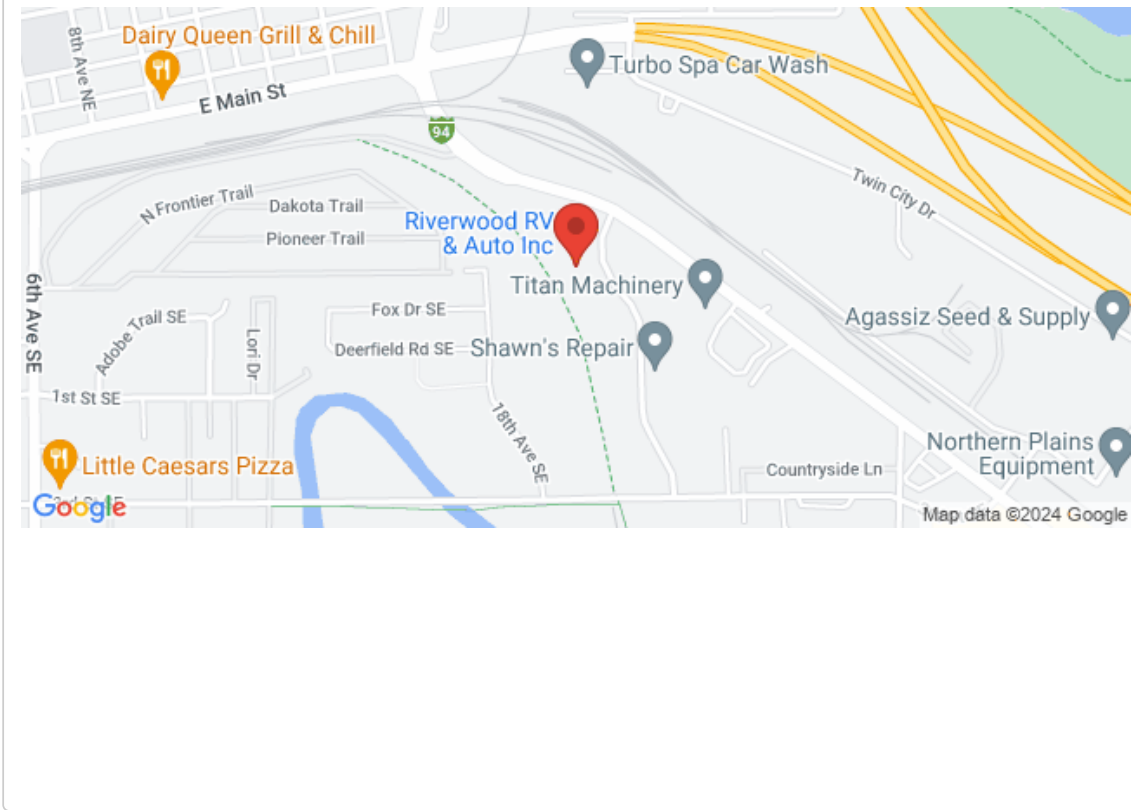 8th Ave NE
Dairy Queen Grill & Chill
Turbo Spa Car Wash
E Main St
94
Twin City Dr
N Frontier Trail
Dakota Trail
Pioneer Trail
Riverwood RV
& Auto Inc
Titan Machinery
6th Ave SE
Adobe Trail SE
Fox Dr SE
Agassiz Seed & Supply
Lori Dr
Deerfield Rd SE
Shawn's Repair
1st St SE
18th Ave SE
Little Caesars Pizza
Countryside Ln
Northern Plains
Equipment
Google
Map data ©2024 Google